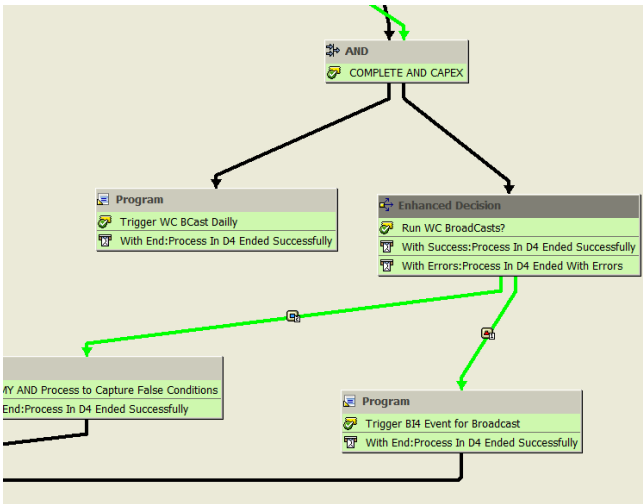 AND
COMPLETE AND CAPEX
Program
Trigger WC BCast Dailly
With End:Process In D4 Ended Successfully
Enhanced Decision
Run WC BroadCasts?
With Success:Process In D4 Ended Successfully
With Errors:Process In D4 Ended With Errors
MY AND Process to Capture False Conditions
End:Process In D4 Ended Successfully
Program
Trigger BI4 Event for Broadcast
With End:Process In D4 Ended Successfully